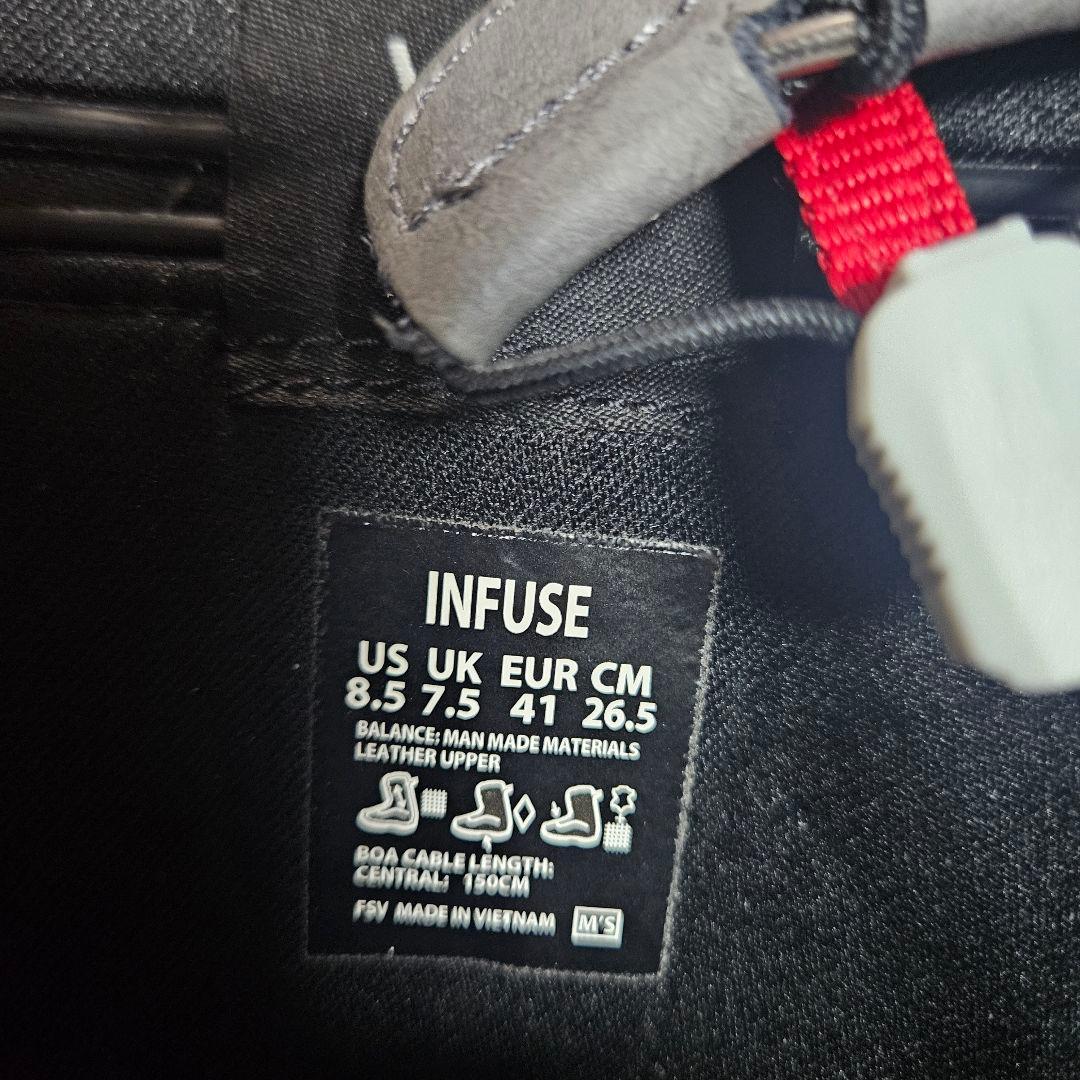 INFUSE
US UK EUR CM
8.5 7.5 41 26.5
BALANCE: MAN MADE MATERIALS
LEATHER UPPER
BOA CABLE LENGTH:
CENTRAL: 150CM
FSV MADE IN VIETNAM M'S